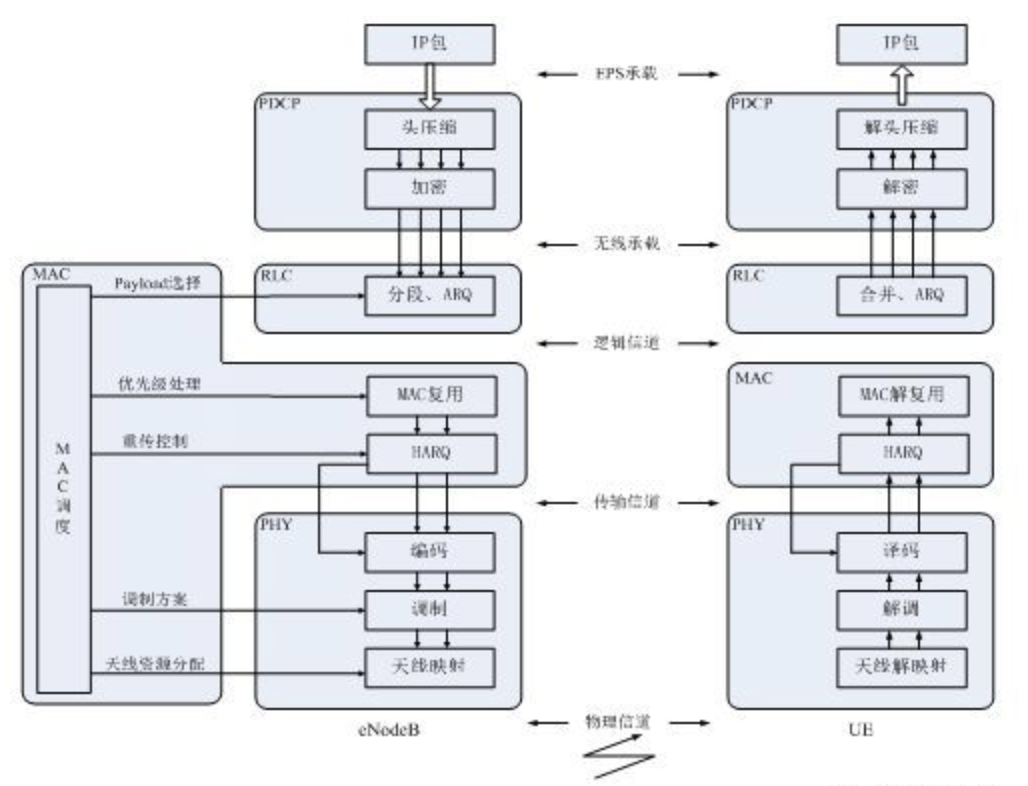 IP包
IP包
EPS承载
PDCP
PDCP
头压缩
解头压缩
加密
解密
无线承载
MAC
RLC
RLC
Payload选择
分段、ARQ
合并、ARQ
逻辑信道
优先级处理
MAC复用
MAC
MAC解复用
重传控制
HARQ
HARQ
MAC调度
传输信道
PHY
PHY
编码
译码
调制方案
调制
解调
天线资源分配
天线映射
天线解映射
物理信道
eNodeB
UE